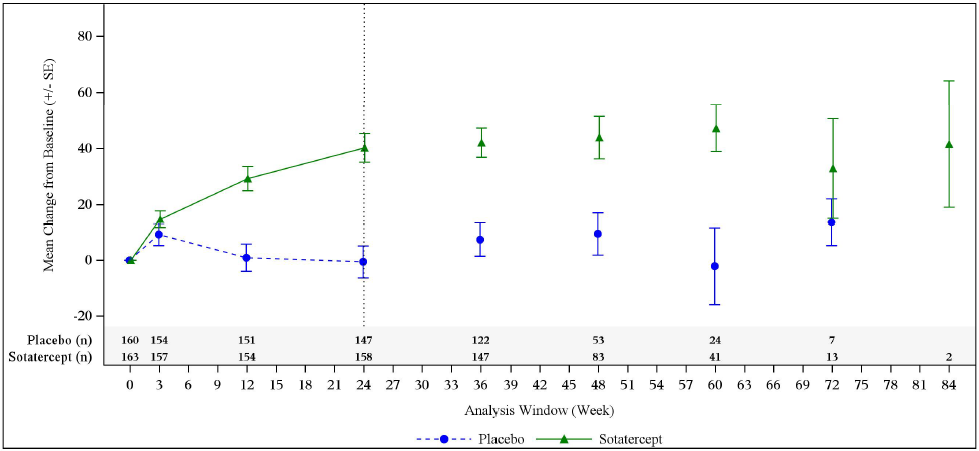 80
60
40
20
0
-20
Mean Change from Baseline (+/- SE)
Placebo (n) 160 154 151 147 122 53 24 7
Sotatercept (n) 163 157 154 158 147 83 41 13 2
0 3 6 9 12 15 18 21 24 27 30 33 36 39 42 45 48 51 54 57 60 63 66 69 72 75 78 81 84
Analysis Window (Week)
Placebo Sotatercept